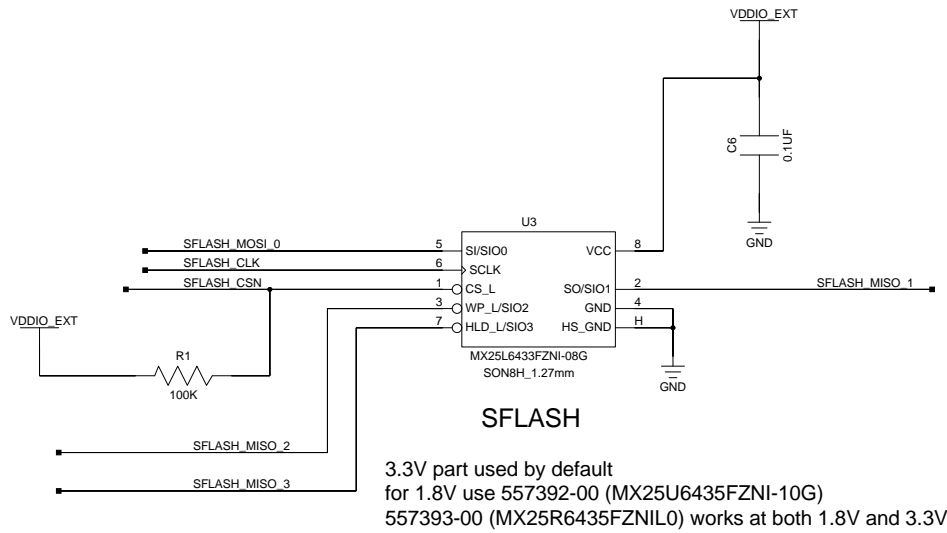 VDDIO_EXT
C6
0.1UF
GND
U3
SFLASH_MOSI_0
5
SI/SIO0
VCC
8
SFLASH_CLK
6
SCLK
SFLASH_CSN
1
CS_L
SO/SIO1
2
SFLASH_MISO_1
3
WP_L/SIO2
GND
4
7
HLD_L/SIO3
HS_GND
H
VDDIO_EXT
R1
100K
MX25L6433FZNI-08G
SON8H_1.27mm
GND
SFLASH
SFLASH_MISO_2
SFLASH_MISO_3
3.3V part used by default
for 1.8V use 557392-00 (MX25U6435FZNI-10G)
557393-00 (MX25R6435FZNIL0) works at both 1.8V and 3.3V